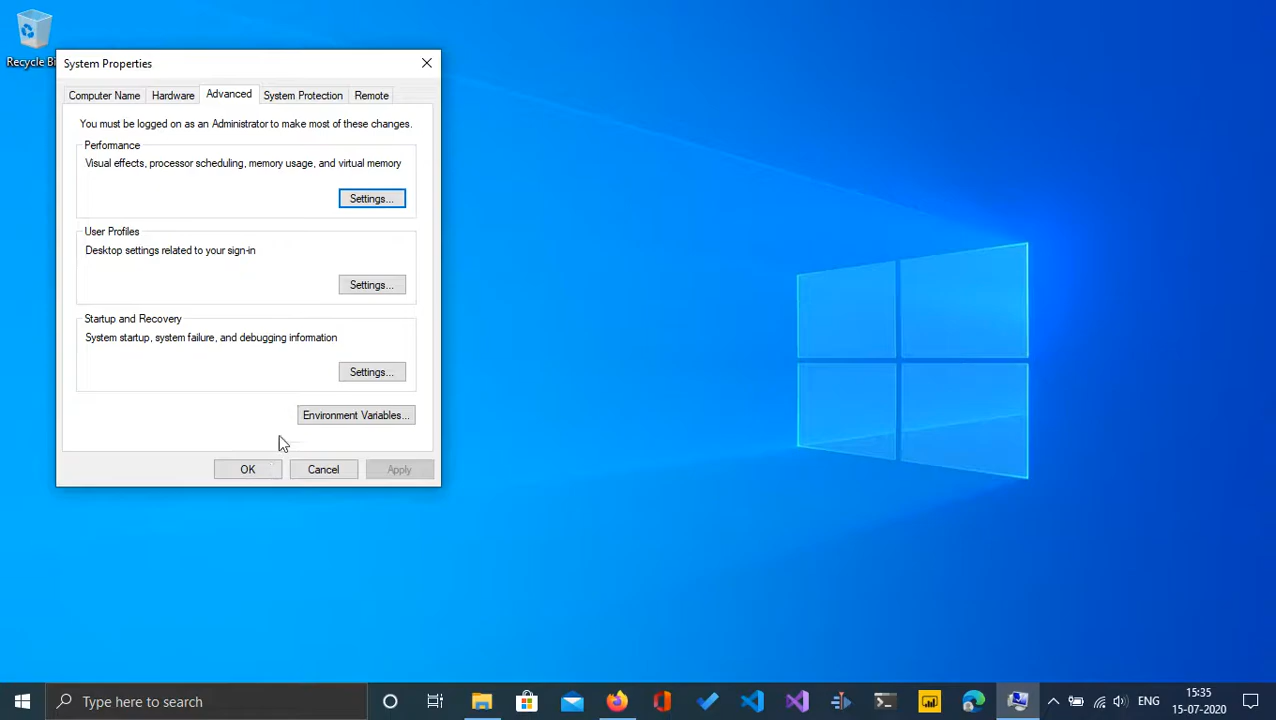 Recycle Bi
System Properties
Computer Name
Hardware
Advanced
System Protection
Remote
You must be logged on as an Administrator to make most of these changes.
Performance
Visual effects, processor scheduling, memory usage, and virtual memory
Settings...
User Profiles
Desktop settings related to your sign-in
Settings...
Startup and Recovery
System startup, system failure, and debugging information
Settings...
Environment Variables...
OK
Cancel
Apply
Type here to search
ENG
15:35
15-07-2020